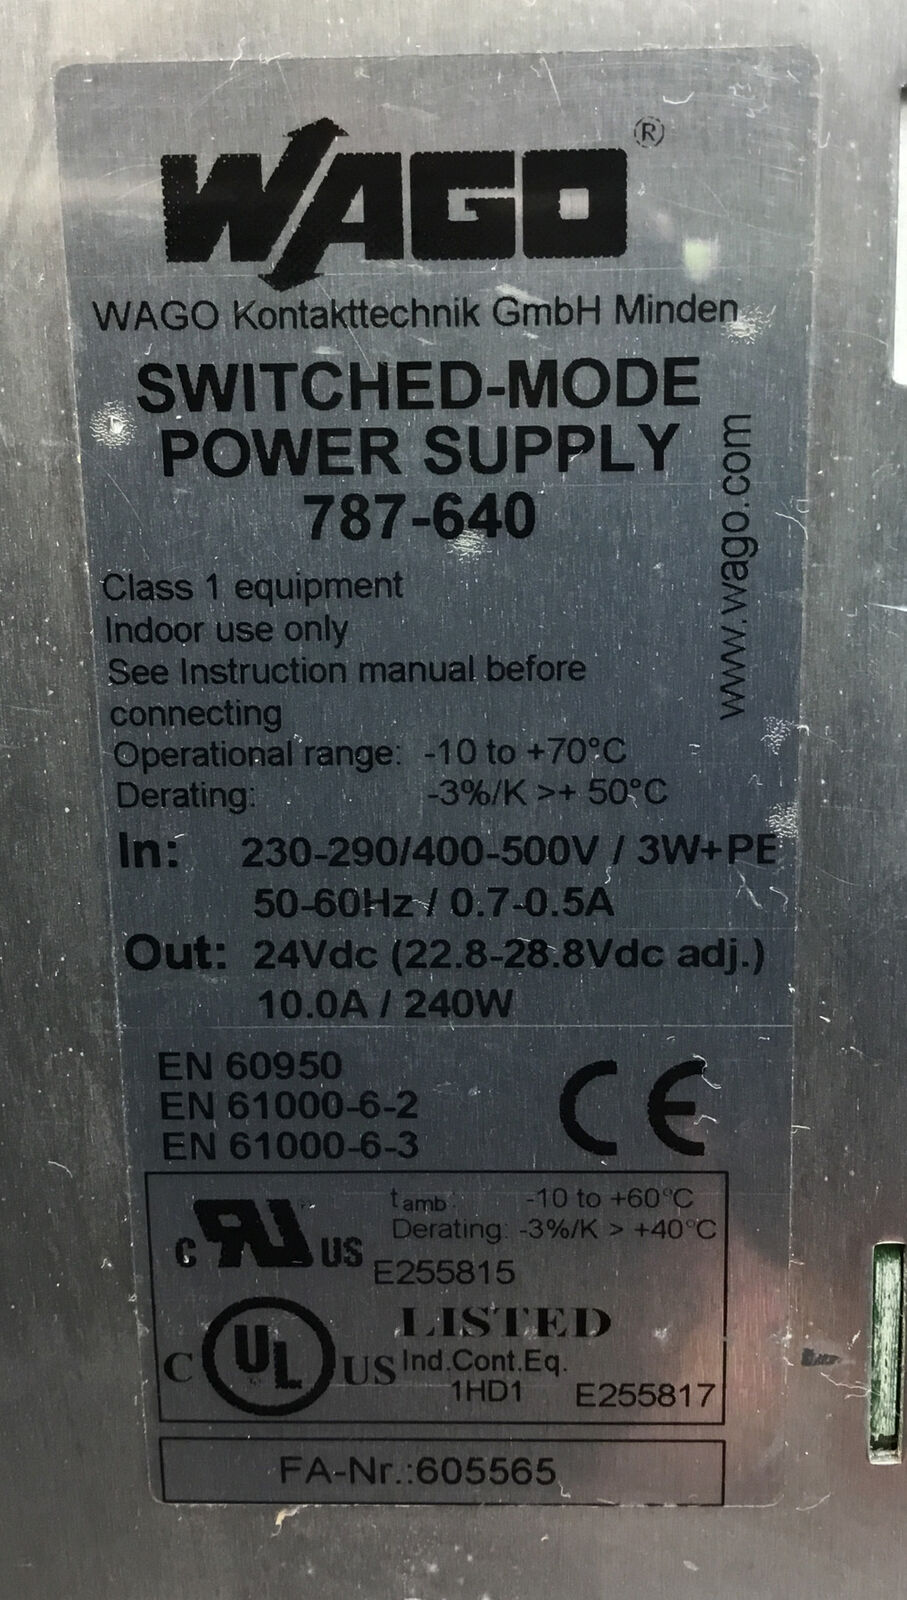 WAGO ®
WAGO Kontakttechnik GmbH Minden
SWITCHED-MODE
POWER SUPPLY
787-640
www.wago.com
Class 1 equipment
Indoor use only
See Instruction manual before
connecting
Operational range: -10 to +70°C
Derating: -3%/K >+ 50°C
In: 230-290/400-500V / 3W+PE
50-60Hz / 0.7-0.5A
Out: 24Vdc (22.8-28.8Vdc adj.)
10.0A / 240W
EN 60950
EN 61000-6-2
EN 61000-6-3
CE
tamb: -10 to +60°C
Derating: -3%/K > +40°C
C RU US E255815
C UL US LISTED
Ind.Cont.Eq.
1HD1 E255817
FA-Nr.:605565